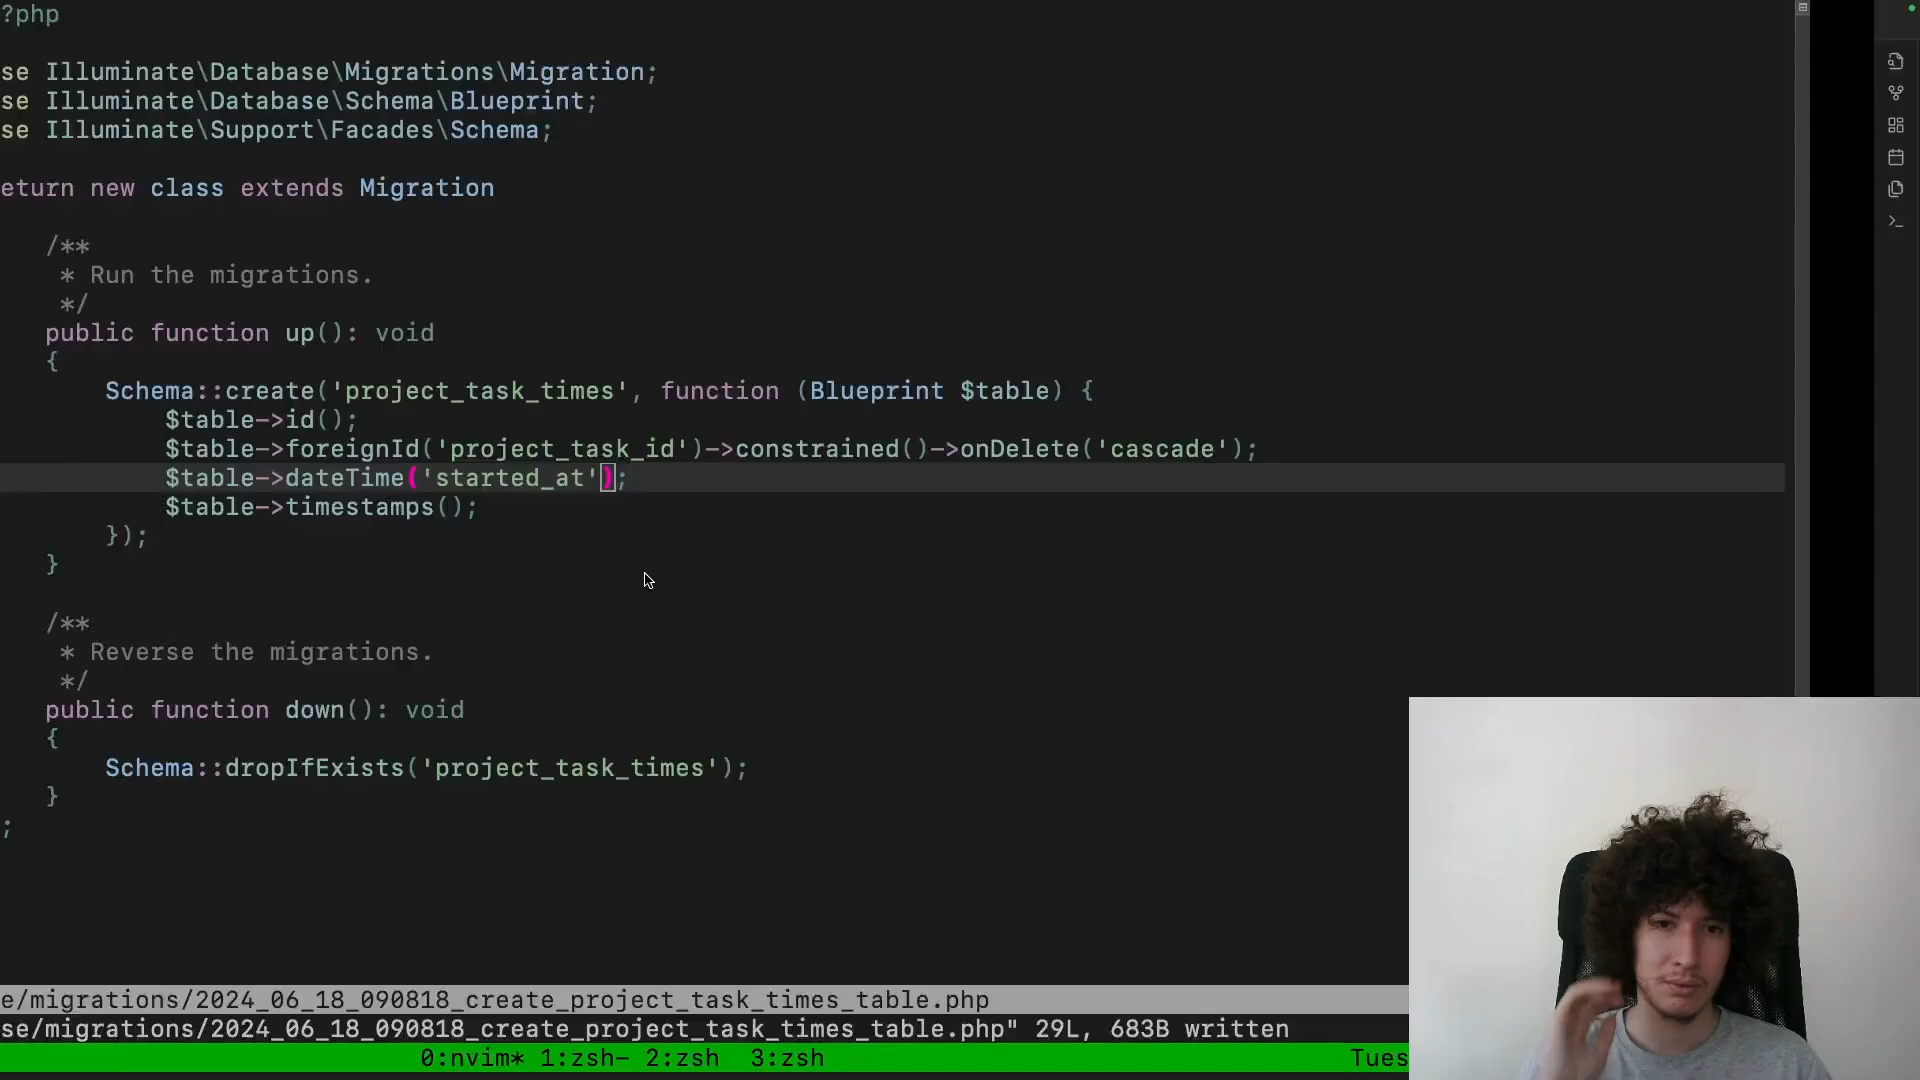 ?php
se Illuminate\Database\Migrations\Migration;
se Illuminate\Database\Schema\Blueprint;
se Illuminate\Support\Facades\Schema;
eturn new class extends Migration
/**
* Run the migrations.
*/
public function up(): void
{
Schema::create('project_task_times', function (Blueprint $table) {
$table->id();
$table->foreignId('project_task_id')->constrained()->onDelete('cascade');
$table->dateTime('started_at');
$table->timestamps();
});
}
/**
* Reverse the migrations.
*/
public function down(): void
{
Schema::dropIfExists('project_task_times');
}
;
e/migrations/2024_06_18_090818_create_project_task_times_table.php
se/migrations/2024_06_18_090818_create_project_task_times_table.php" 29L, 683B written
0:nvim* 1:zsh- 2:zsh 3:zsh Tues